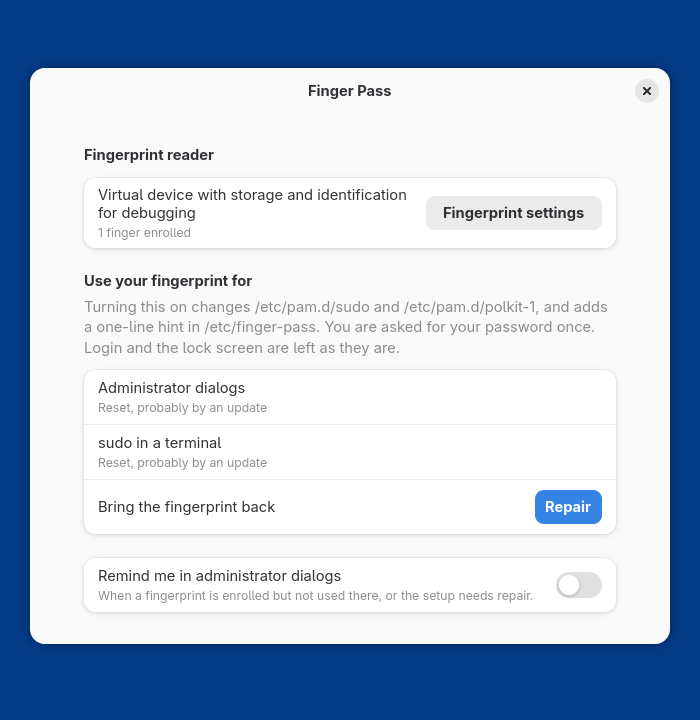 Finger Pass
Fingerprint reader
Virtual device with storage and identification
for debugging
1 finger enrolled
Fingerprint settings
Use your fingerprint for
Turning this on changes /etc/pam.d/sudo and /etc/pam.d/polkit-1, and adds
a one-line hint in /etc/finger-pass. You are asked for your password once.
Login and the lock screen are left as they are.
Administrator dialogs
Reset, probably by an update
sudo in a terminal
Reset, probably by an update
Bring the fingerprint back
Repair
Remind me in administrator dialogs
When a fingerprint is enrolled but not used there, or the setup needs repair.